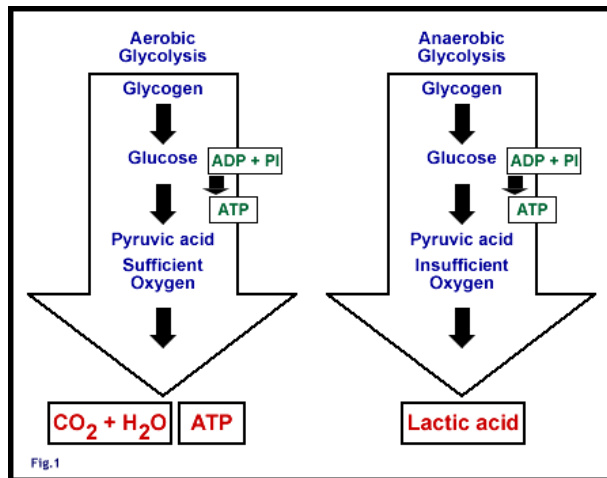 Aerobic
Glycolysis
Glycogen
Glucose
ADP + PI
ATP
Pyruvic acid
Sufficient
Oxygen
CO2 + H2O
ATP
Anaerobic
Glycolysis
Glycogen
Glucose
ADP + PI
ATP
Pyruvic acid
Insufficient
Oxygen
Lactic acid
Fig.1